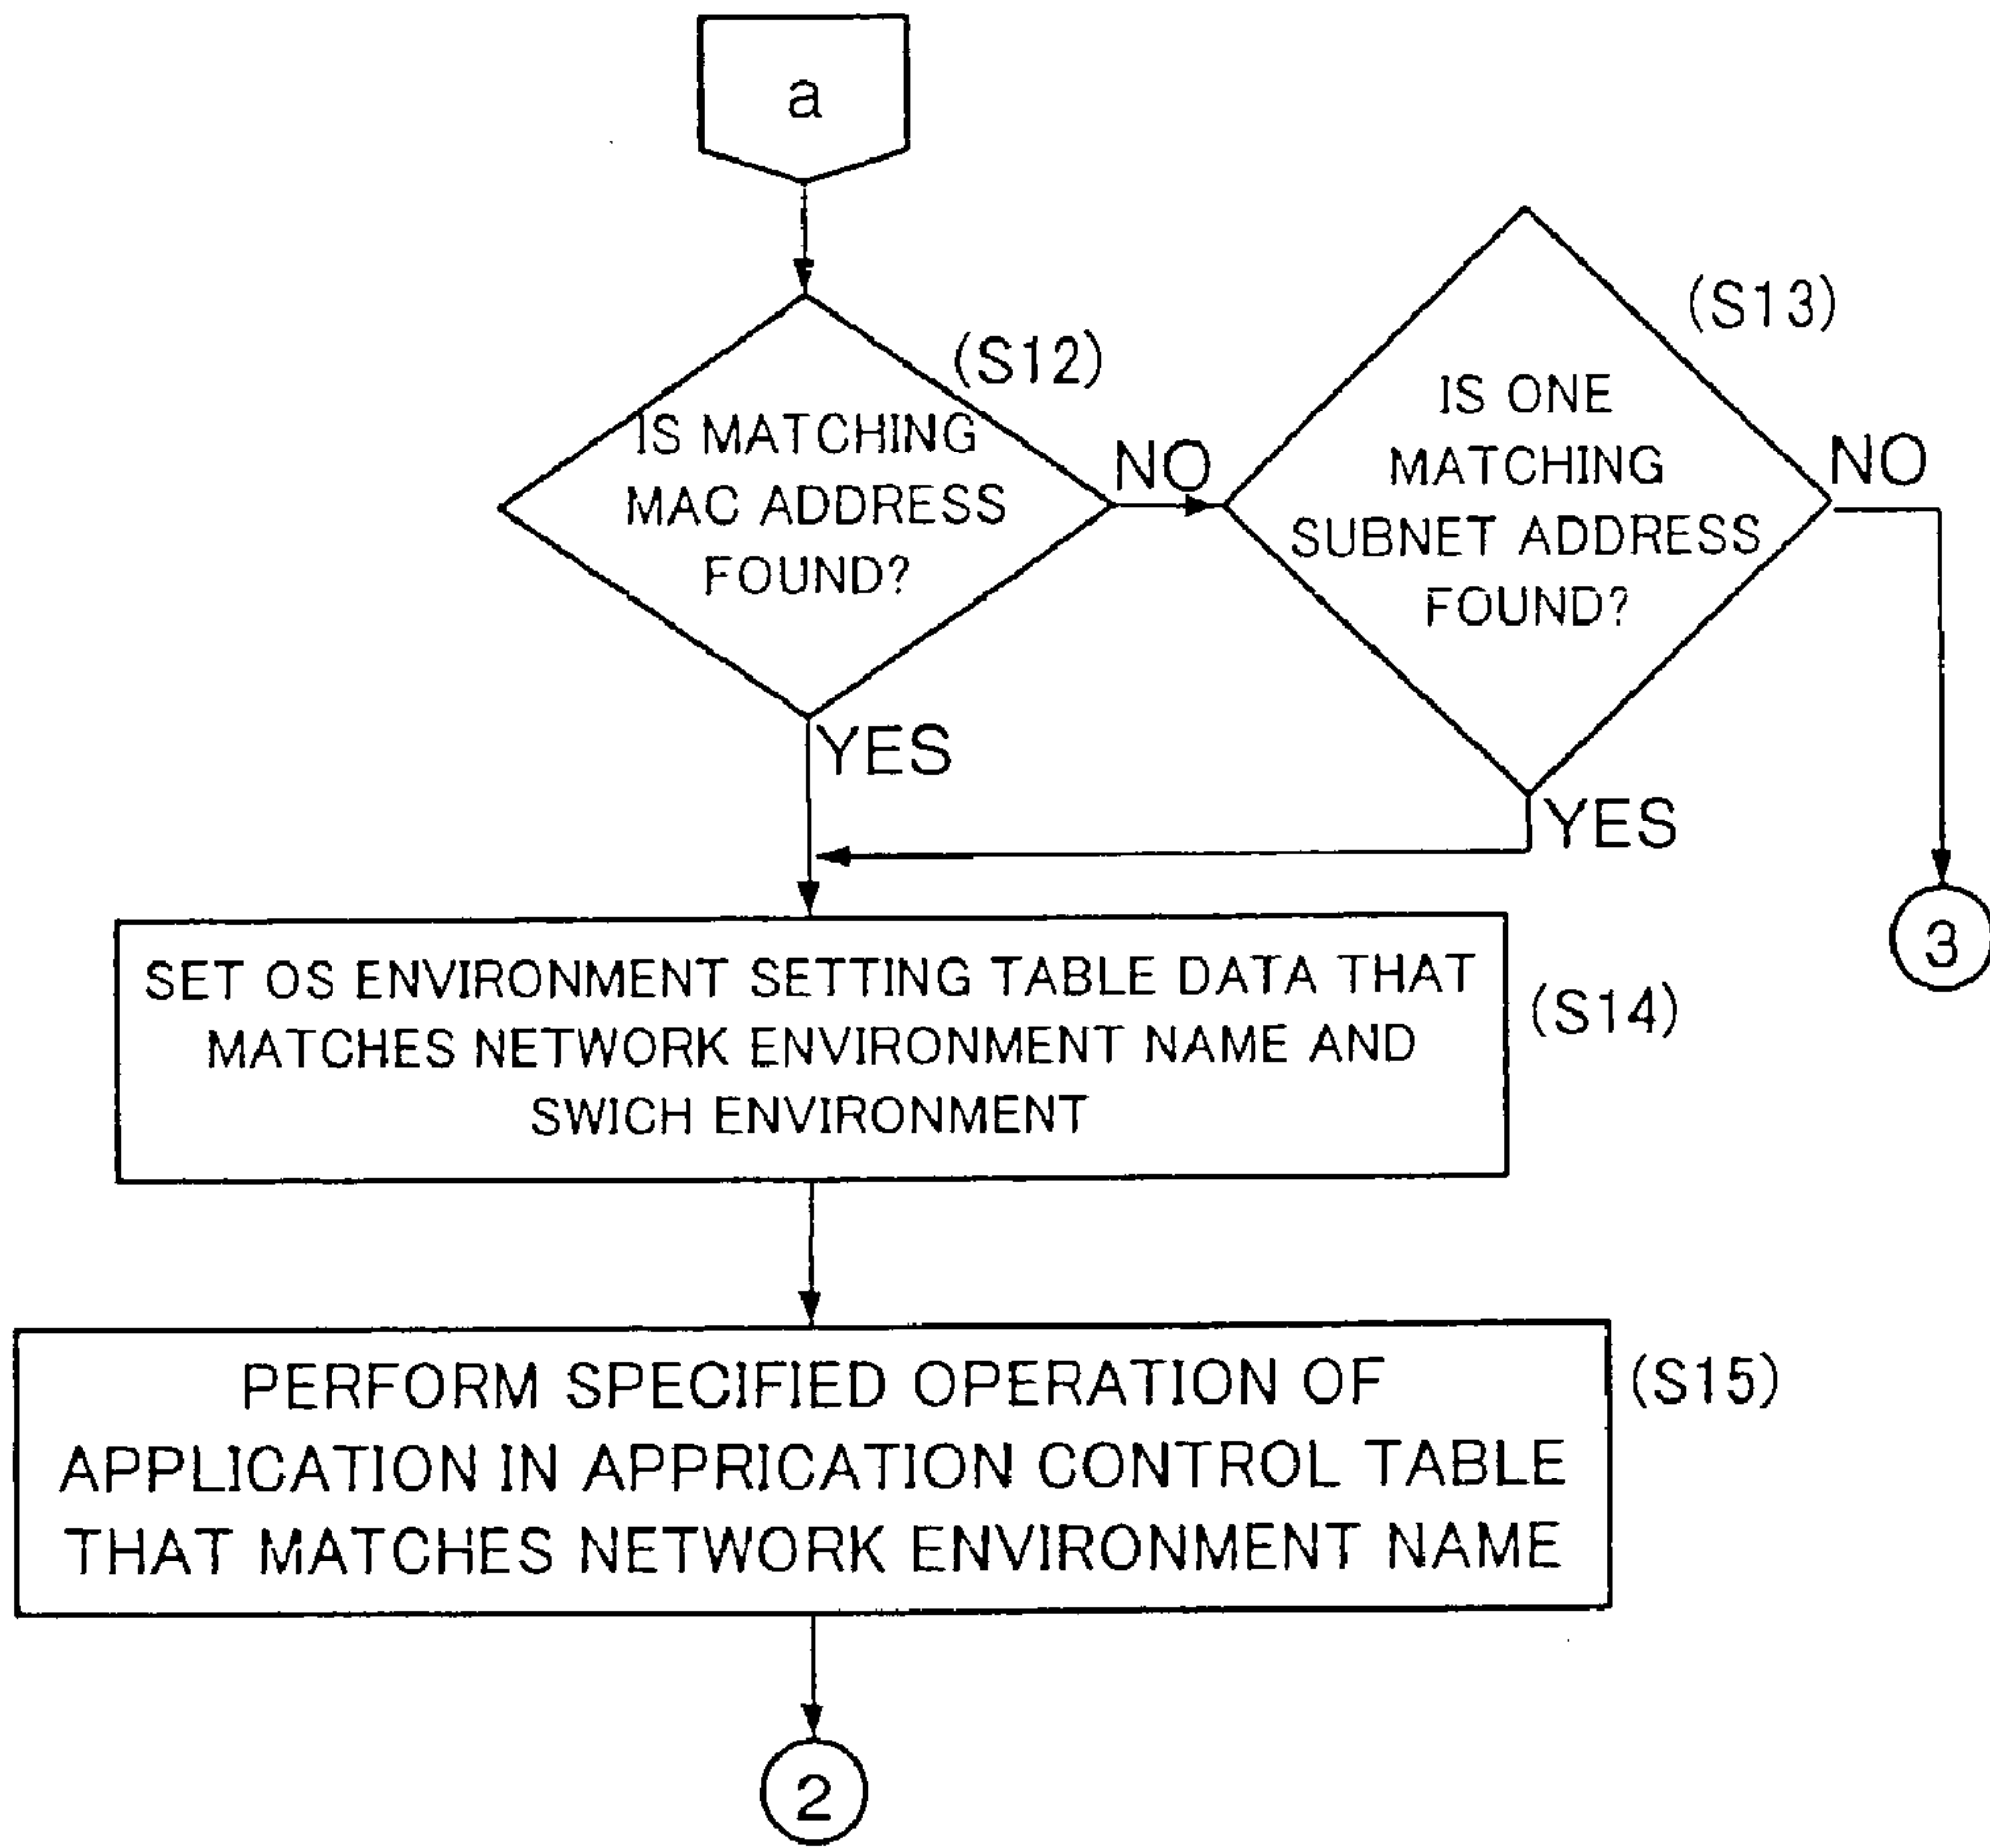 a
(S12)
IS MATCHING
MAC ADDRESS
FOUND?
NO
YES
(S13)
IS ONE
MATCHING
SUBNET ADDRESS
FOUND?
NO
YES
3
SET OS ENVIRONMENT SETTING TABLE DATA THAT
MATCHES NETWORK ENVIRONMENT NAME AND
SWICH ENVIRONMENT
(S14)
PERFORM SPECIFIED OPERATION OF
APPLICATION IN APPRICATION CONTROL TABLE
THAT MATCHES NETWORK ENVIRONMENT NAME
(S15)
2